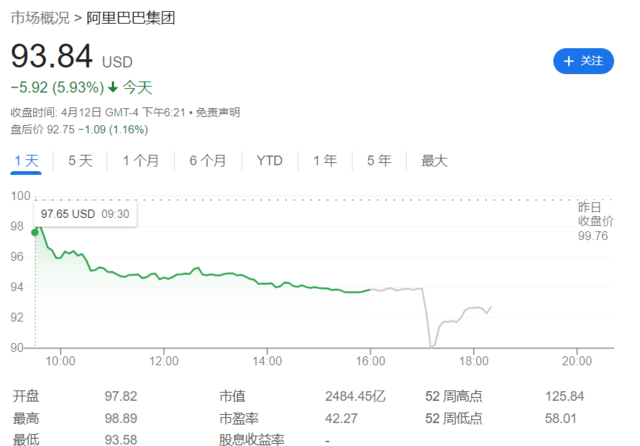 市场概况 > 阿里巴巴集团
93.84 USD
+ 关注
−5.92 (5.93%) 今天
收盘时间: 4月12日 GMT-4 下午6:21 • 免责声明
盘后价 92.75 −1.09 (1.16%)
1 天 5 天 1 个月 6 个月 YTD 1 年 5 年 最大
100
97.65 USD 09:30
昨日
收盘价
99.76
98
96
94
92
90
10:00 12:00 14:00 16:00 18:00 20:00
开盘 97.82 市值 2484.45亿 52 周高点 125.84
最高 98.89 市盈率 42.27 52 周低点 58.01
最低 93.58 股息收益率 -